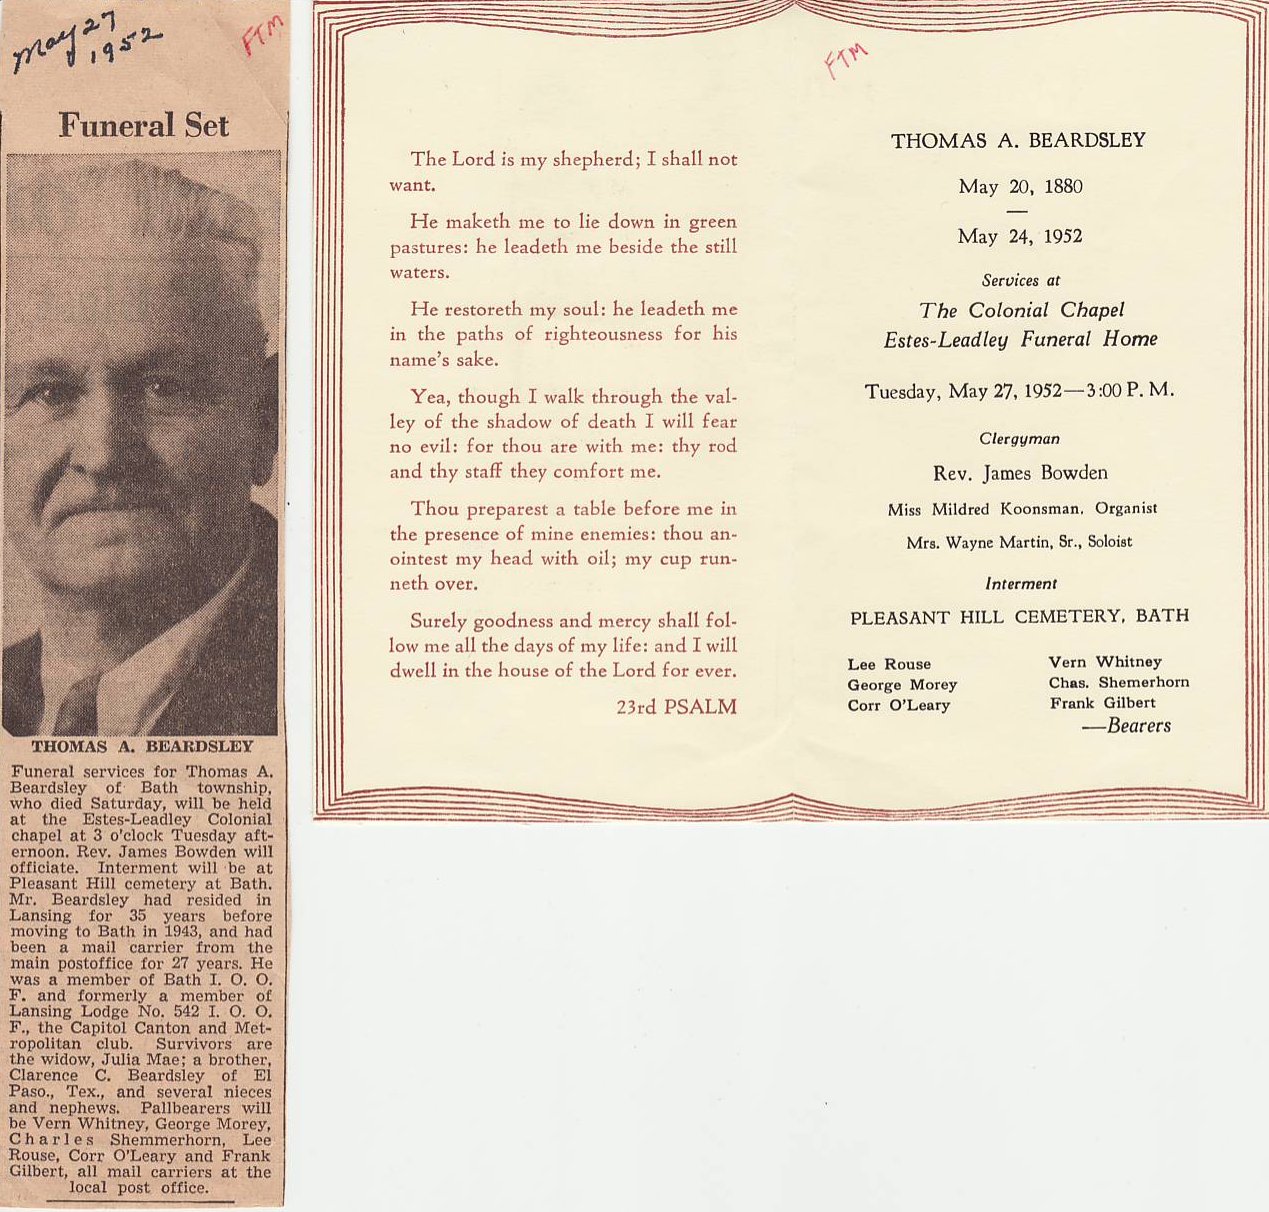 May 27
1952
FTM
Funeral Set
THOMAS A. BEARDSLEY
Funeral services for Thomas A.
Beardsley of Bath township,
who died Saturday, will be held
at the Estes-Leadley Colonial
chapel at 3 o'clock Tuesday aft-
ernoon. Rev. James Bowden will
officiate. Interment will be at
Pleasant Hill cemetery at Bath.
Mr. Beardsley had resided in
Lansing for 35 years before
moving to Bath in 1943, and had
been a mail carrier from the
main postoffice for 27 years. He
was a member of Bath I. O. O.
F. and formerly a member of
Lansing Lodge No. 542 I. O. O.
F., the Capitol Canton and Met-
ropolitan club. Survivors are
the widow, Julia Mae; a brother,
Clarence C. Beardsley of El
Paso., Tex., and several nieces
and nephews. Pallbearers will
be Vern Whitney, George Morey,
Charles Shemmerhorn, Lee
Rouse, Corr O'Leary and Frank
Gilbert, all mail carriers at the
local post office.
The Lord is my shepherd; I shall not
want.
He maketh me to lie down in green
pastures: he leadeth me beside the still
waters.
He restoreth my soul: he leadeth me
in the paths of righteousness for his
name's sake.
Yea, though I walk through the val-
ley of the shadow of death I will fear
no evil: for thou are with me: thy rod
and thy staff they comfort me.
Thou preparest a table before me in
the presence of mine enemies: thou an-
ointest my head with oil; my cup run-
neth over.
Surely goodness and mercy shall fol-
low me all the days of my life: and I will
dwell in the house of the Lord for ever.
23rd PSALM
FTM
THOMAS A. BEARDSLEY
May 20, 1880
—
May 24, 1952
Services at
The Colonial Chapel
Estes-Leadley Funeral Home
Tuesday, May 27, 1952—3:00 P. M.
Clergyman
Rev. James Bowden
Miss Mildred Koonsman, Organist
Mrs. Wayne Martin, Sr., Soloist
Interment
PLEASANT HILL CEMETERY, BATH
Lee Rouse
George Morey
Corr O'Leary
Vern Whitney
Chas. Shemerhorn
Frank Gilbert
—Bearers